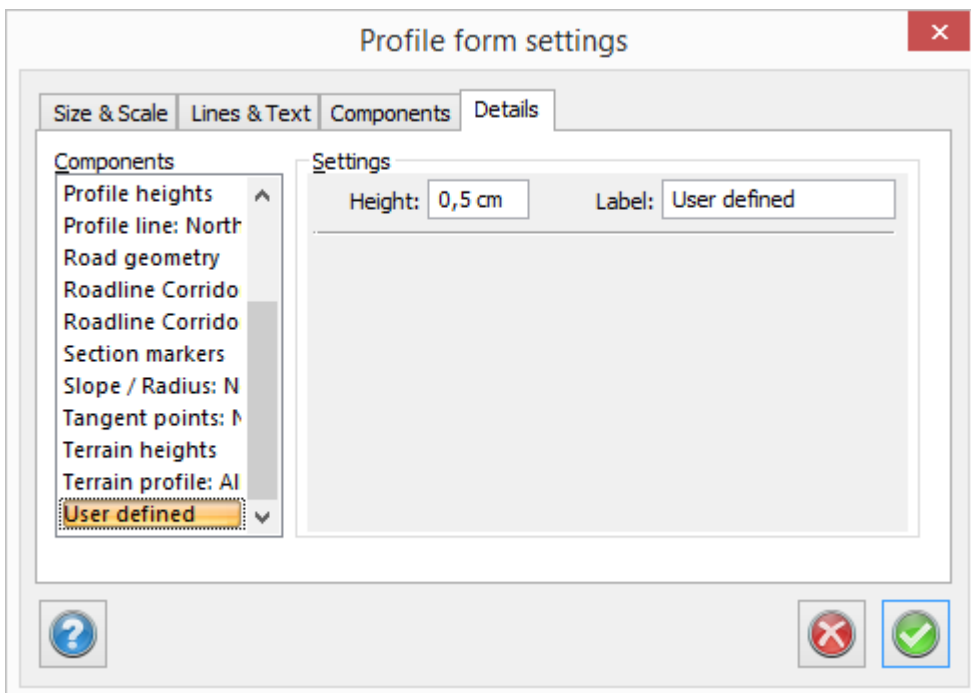 Profile form settings
Size & Scale
Lines & Text
Components
Details
Components
Profile heights
Profile line: North
Road geometry
Roadline Corrido
Roadline Corrido
Section markers
Slope / Radius: N
Tangent points: N
Terrain heights
Terrain profile: Al
User defined
Settings
Height: 0,5 cm
Label: User defined